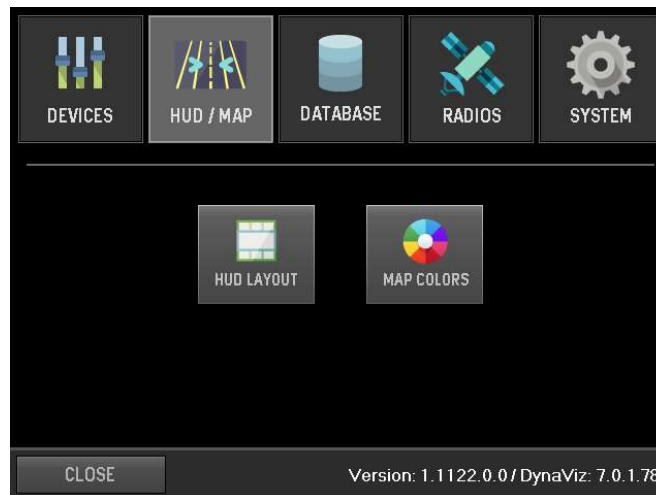 DEVICES
HUD / MAP
DATABASE
RADIOS
SYSTEM
HUD LAYOUT
MAP COLORS
CLOSE
Version: 1.1122.0.0 / DynaViz: 7.0.1.78